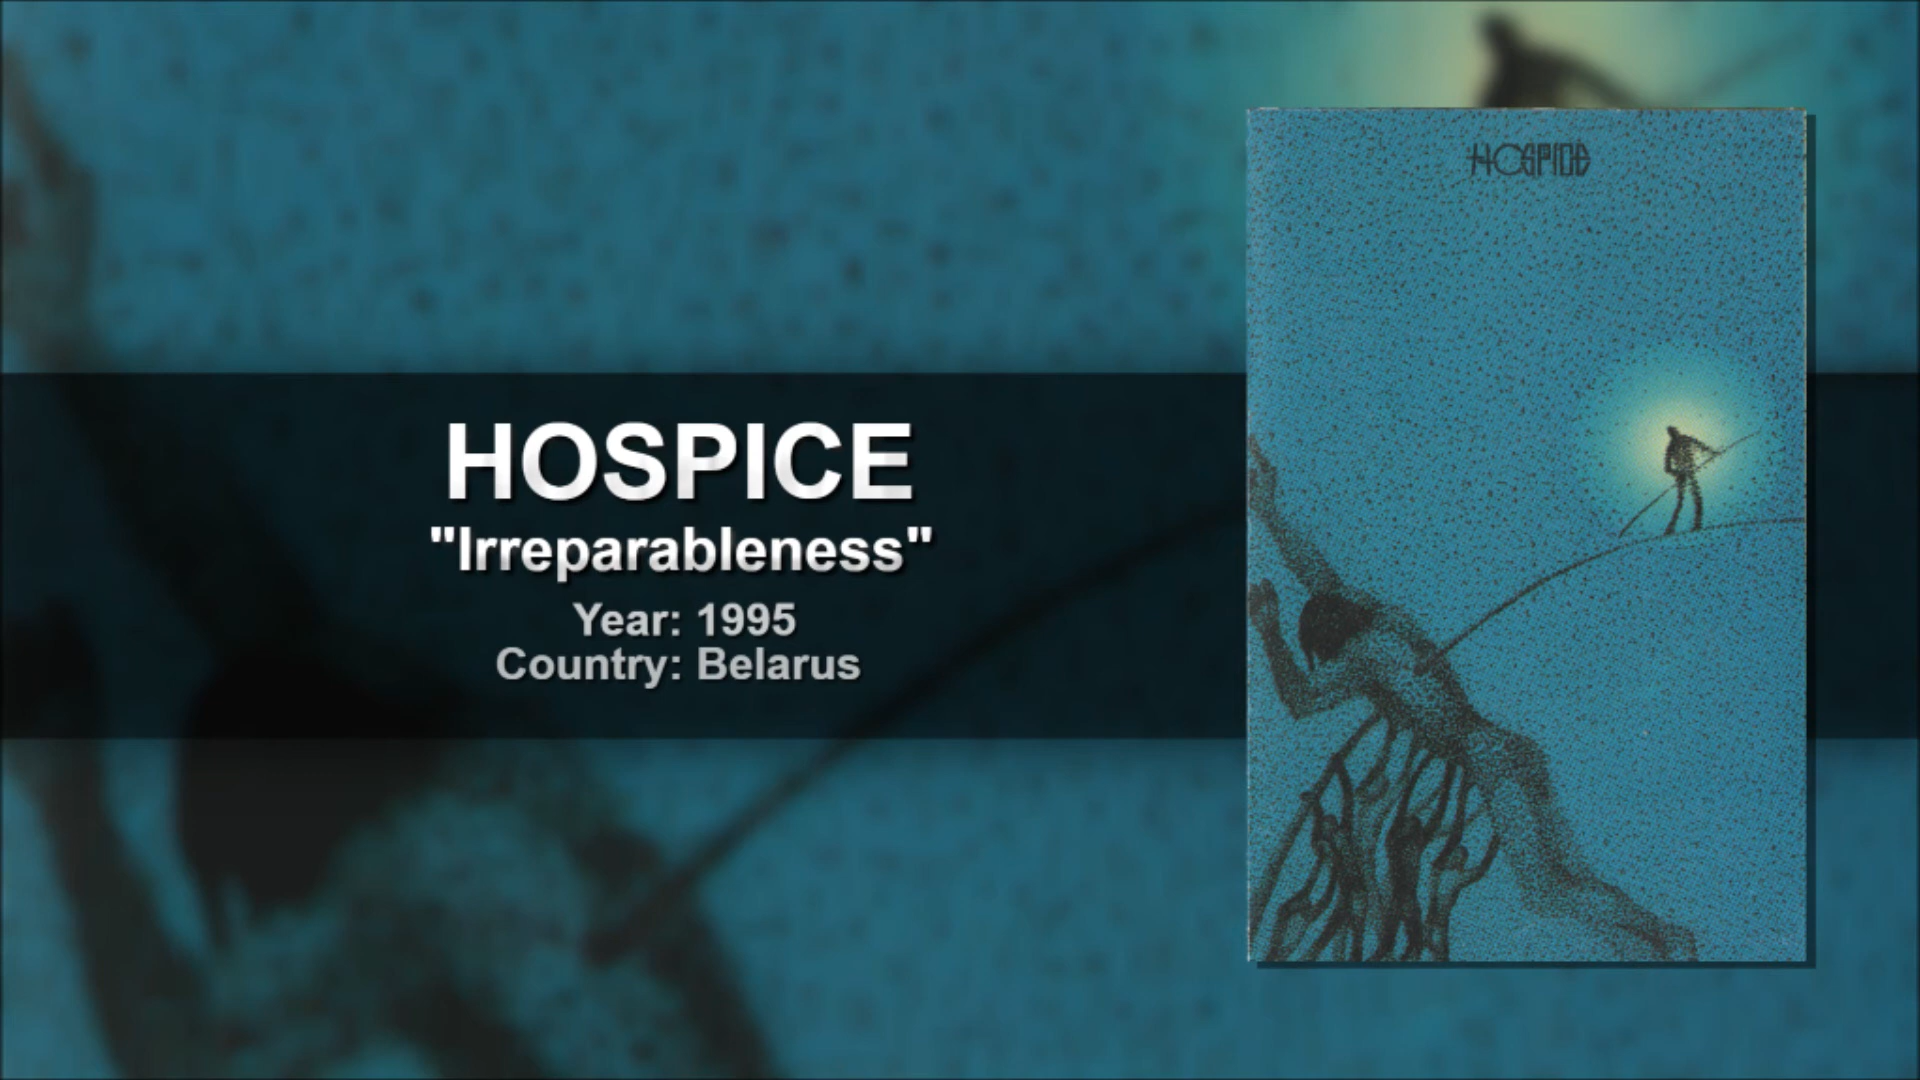 HOSPICE
"Irreparableness"
Year: 1995
Country: Belarus
HOSPICE